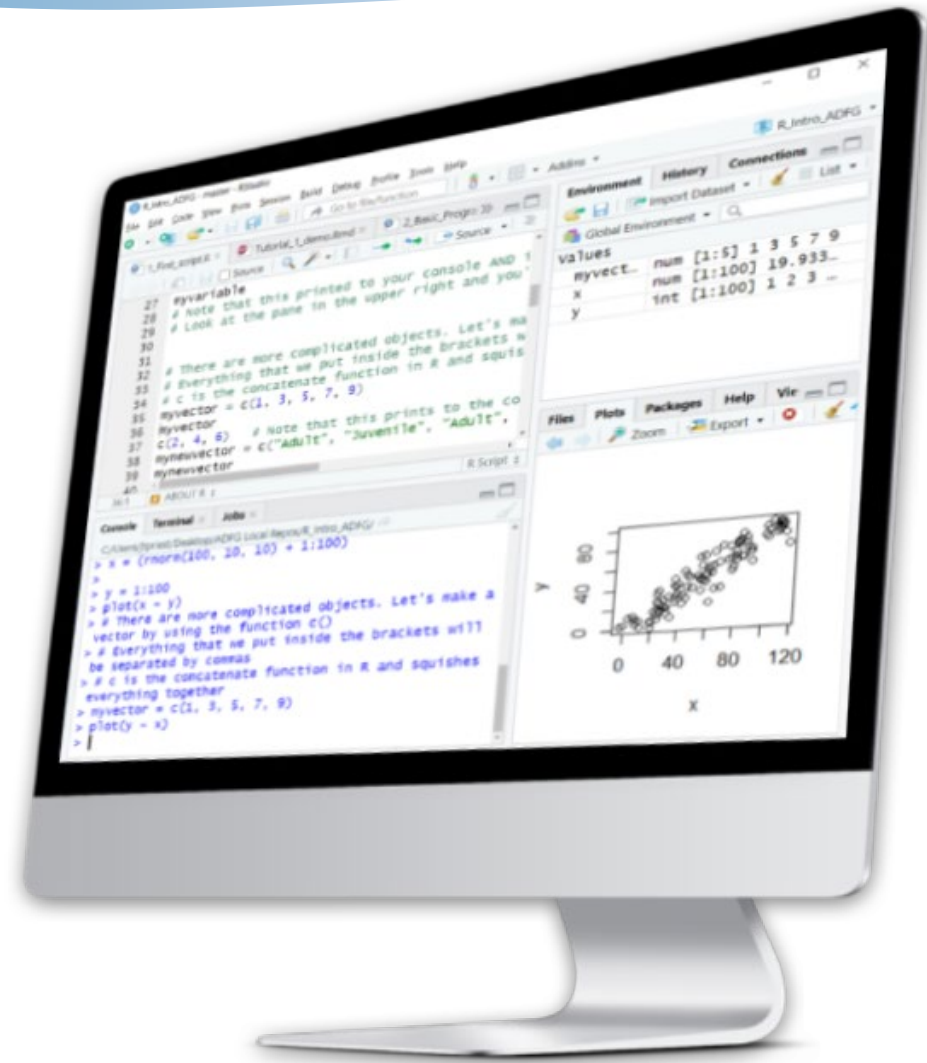 R_Intro_ADFG - master - RStudio
File Edit Code View Plots Session Build Debug Profile Tools Help
Go to file/function
Addins
R_Intro_ADFG
1_First_script.R
Tutorial_1_demo.Rmd
2_Basic_Progra
Source
Source
27 myvariable
28 # Note that this printed to your console AND i
29 # Look at the pane in the upper right and you'
30
31
32 # There are more complicated objects. Let's ma
33 # Everything that we put inside the brackets w
34 # c is the concatenate function in R and squis
35 myvector = c(1, 3, 5, 7, 9)
36 myvector
37 c(2, 4, 6) # Note that this prints to the co
38 mynewvector = c("Adult", "Juvenile", "Adult",
39 mynewvector
40
ABOUT R
R Script
Console Terminal Jobs
> x = (rnorm(100, 10, 10) + 1:100)
>
> y = 1:100
> plot(x ~ y)
> # There are more complicated objects. Let's make a
vector by using the function c()
> # Everything that we put inside the brackets will
be separated by commas
> # c is the concatenate function in R and squishes
everything together
> myvector = c(1, 3, 5, 7, 9)
> plot(y ~ x)
>
Environment History Connections
Import Dataset
List
Global Environment
values
myvect… num [1:5] 1 3 5 7 9
x num [1:100] 19.933…
y int [1:100] 1 2 3 …
Files Plots Packages Help Vie
Zoom Export
y
0 40 80
0 40 80 120
x